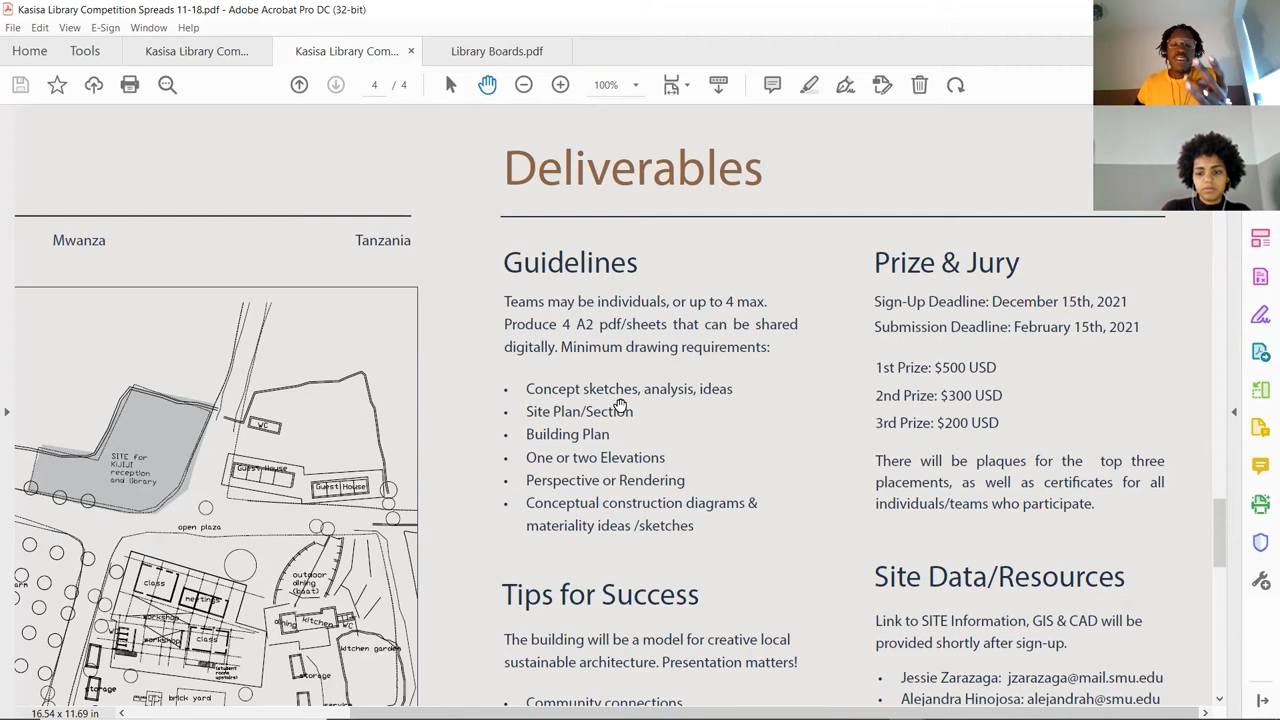 Kasisa Library Competition Spreads 11-18.pdf - Adobe Acrobat Pro DC (32-bit)
File Edit View E-Sign Window Help
Home Tools Kasisa Library Com... Kasisa Library Com... × Library Boards.pdf
4 / 4 100%
Deliverables
Mwanza Tanzania
Guidelines
Teams may be individuals, or up to 4 max.
Produce 4 A2 pdf/sheets that can be shared
digitally. Minimum drawing requirements:
• Concept sketches, analysis, ideas
• Site Plan/Section
• Building Plan
• One or two Elevations
• Perspective or Rendering
• Conceptual construction diagrams &
materiality ideas /sketches
Tips for Success
The building will be a model for creative local
sustainable architecture. Presentation matters!
• Community connections
Prize & Jury
Sign-Up Deadline: December 15th, 2021
Submission Deadline: February 15th, 2021
1st Prize: $500 USD
2nd Prize: $300 USD
3rd Prize: $200 USD
There will be plaques for the top three
placements, as well as certificates for all
individuals/teams who participate.
Site Data/Resources
Link to SITE Information, GIS & CAD will be
provided shortly after sign-up.
• Jessie Zarazaga: jzarazaga@mail.smu.edu
• Alejandra Hinojosa: alejandrah@smu.edu
WC
SITE for
KIJIJI
reception
and library
Guest House
Guest House
open plaza
class
meetings
workshop
workshop
class
outdoor
dining
(boat)
dining
kitchen
WC
kitchen garden
storage
storage
brick yard
16.54 x 11.69 in